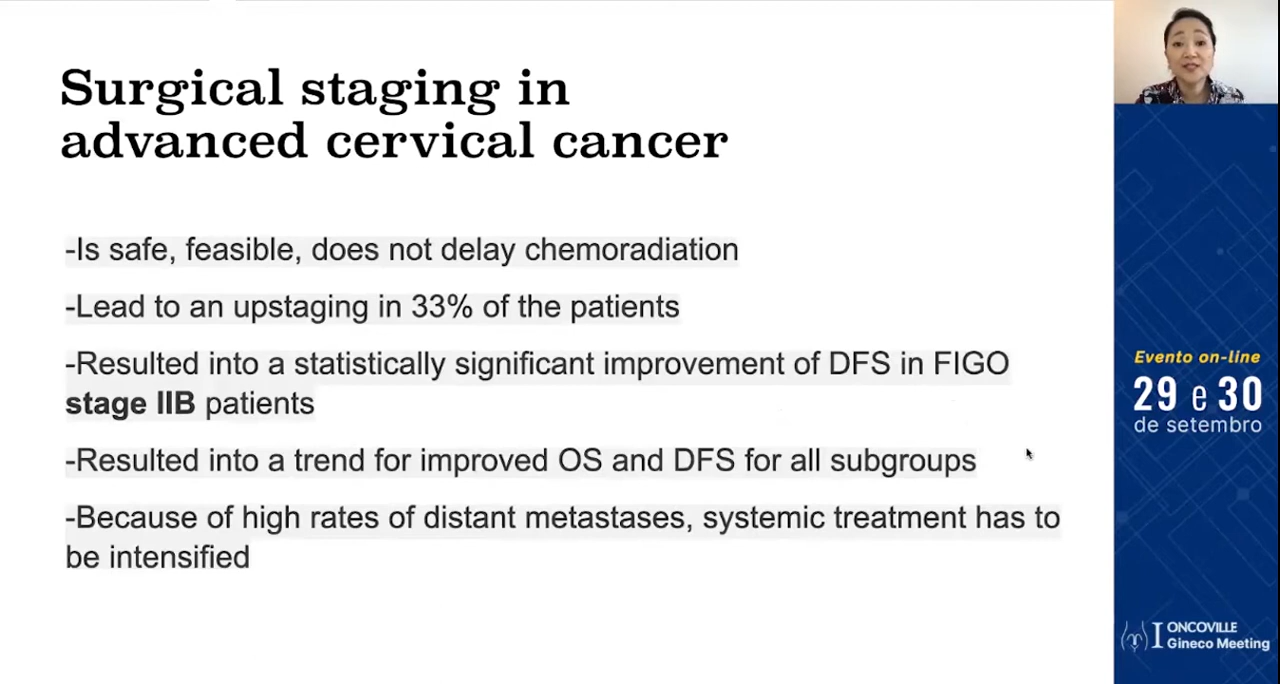 Surgical staging in
advanced cervical cancer
-Is safe, feasible, does not delay chemoradiation
-Lead to an upstaging in 33% of the patients
-Resulted into a statistically significant improvement of DFS in FIGO
stage IIB patients
-Resulted into a trend for improved OS and DFS for all subgroups
-Because of high rates of distant metastases, systemic treatment has to
be intensified
Evento on-line
29 e 30
de setembro
I ONCOVILLE
Gineco Meeting